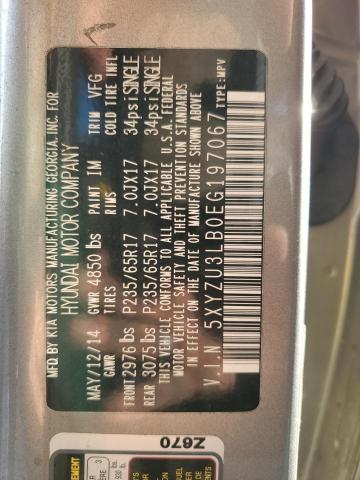 MFD. BY KIA MOTORS MANUFACTURING GEORGIA, INC. FOR
HYUNDAI MOTOR COMPANY
MAY/12/14 GVWR 4850 lbs PAINT IM TRIM VFG
GAWR TIRES RIMS COLD TIRE INFL
FRONT 2976 lbs P235/65R17 7.0JX17 34psi SINGLE
REAR 3075 lbs P235/65R17 7.0JX17 34psi SINGLE
THIS VEHICLE CONFORMS TO ALL APPLICABLE U.S.A. FEDERAL
MOTOR VEHICLE SAFETY AND THEFT PREVENTION STANDARDS
IN EFFECT ON THE DATE OF MANUFACTURE SHOWN ABOVE
V.I.N 5XYZU3LB0EG197067 TYPE:MPV
Z670